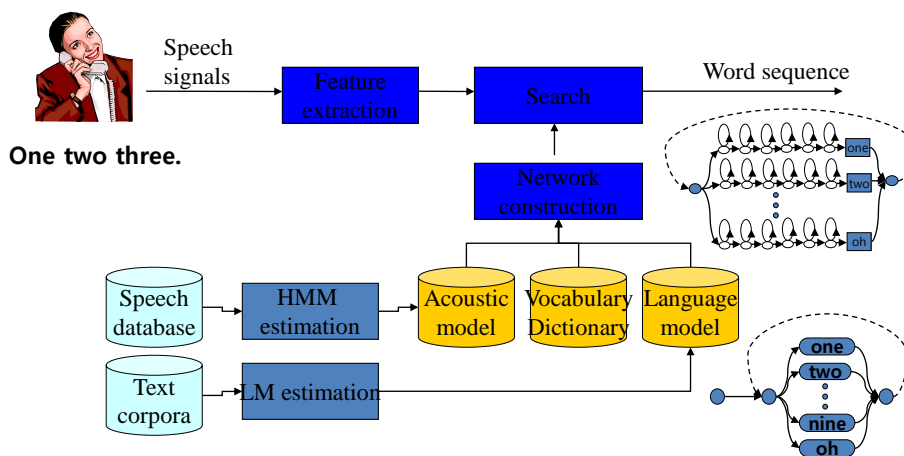 Speech
signals
Feature
extraction
Search
Word sequence
One two three.
one
two
oh
Network
construction
Speech
database
HMM
estimation
Acoustic
model
Vocabulary
Dictionary
Language
model
Text
corpora
LM estimation
one
two
nine
oh